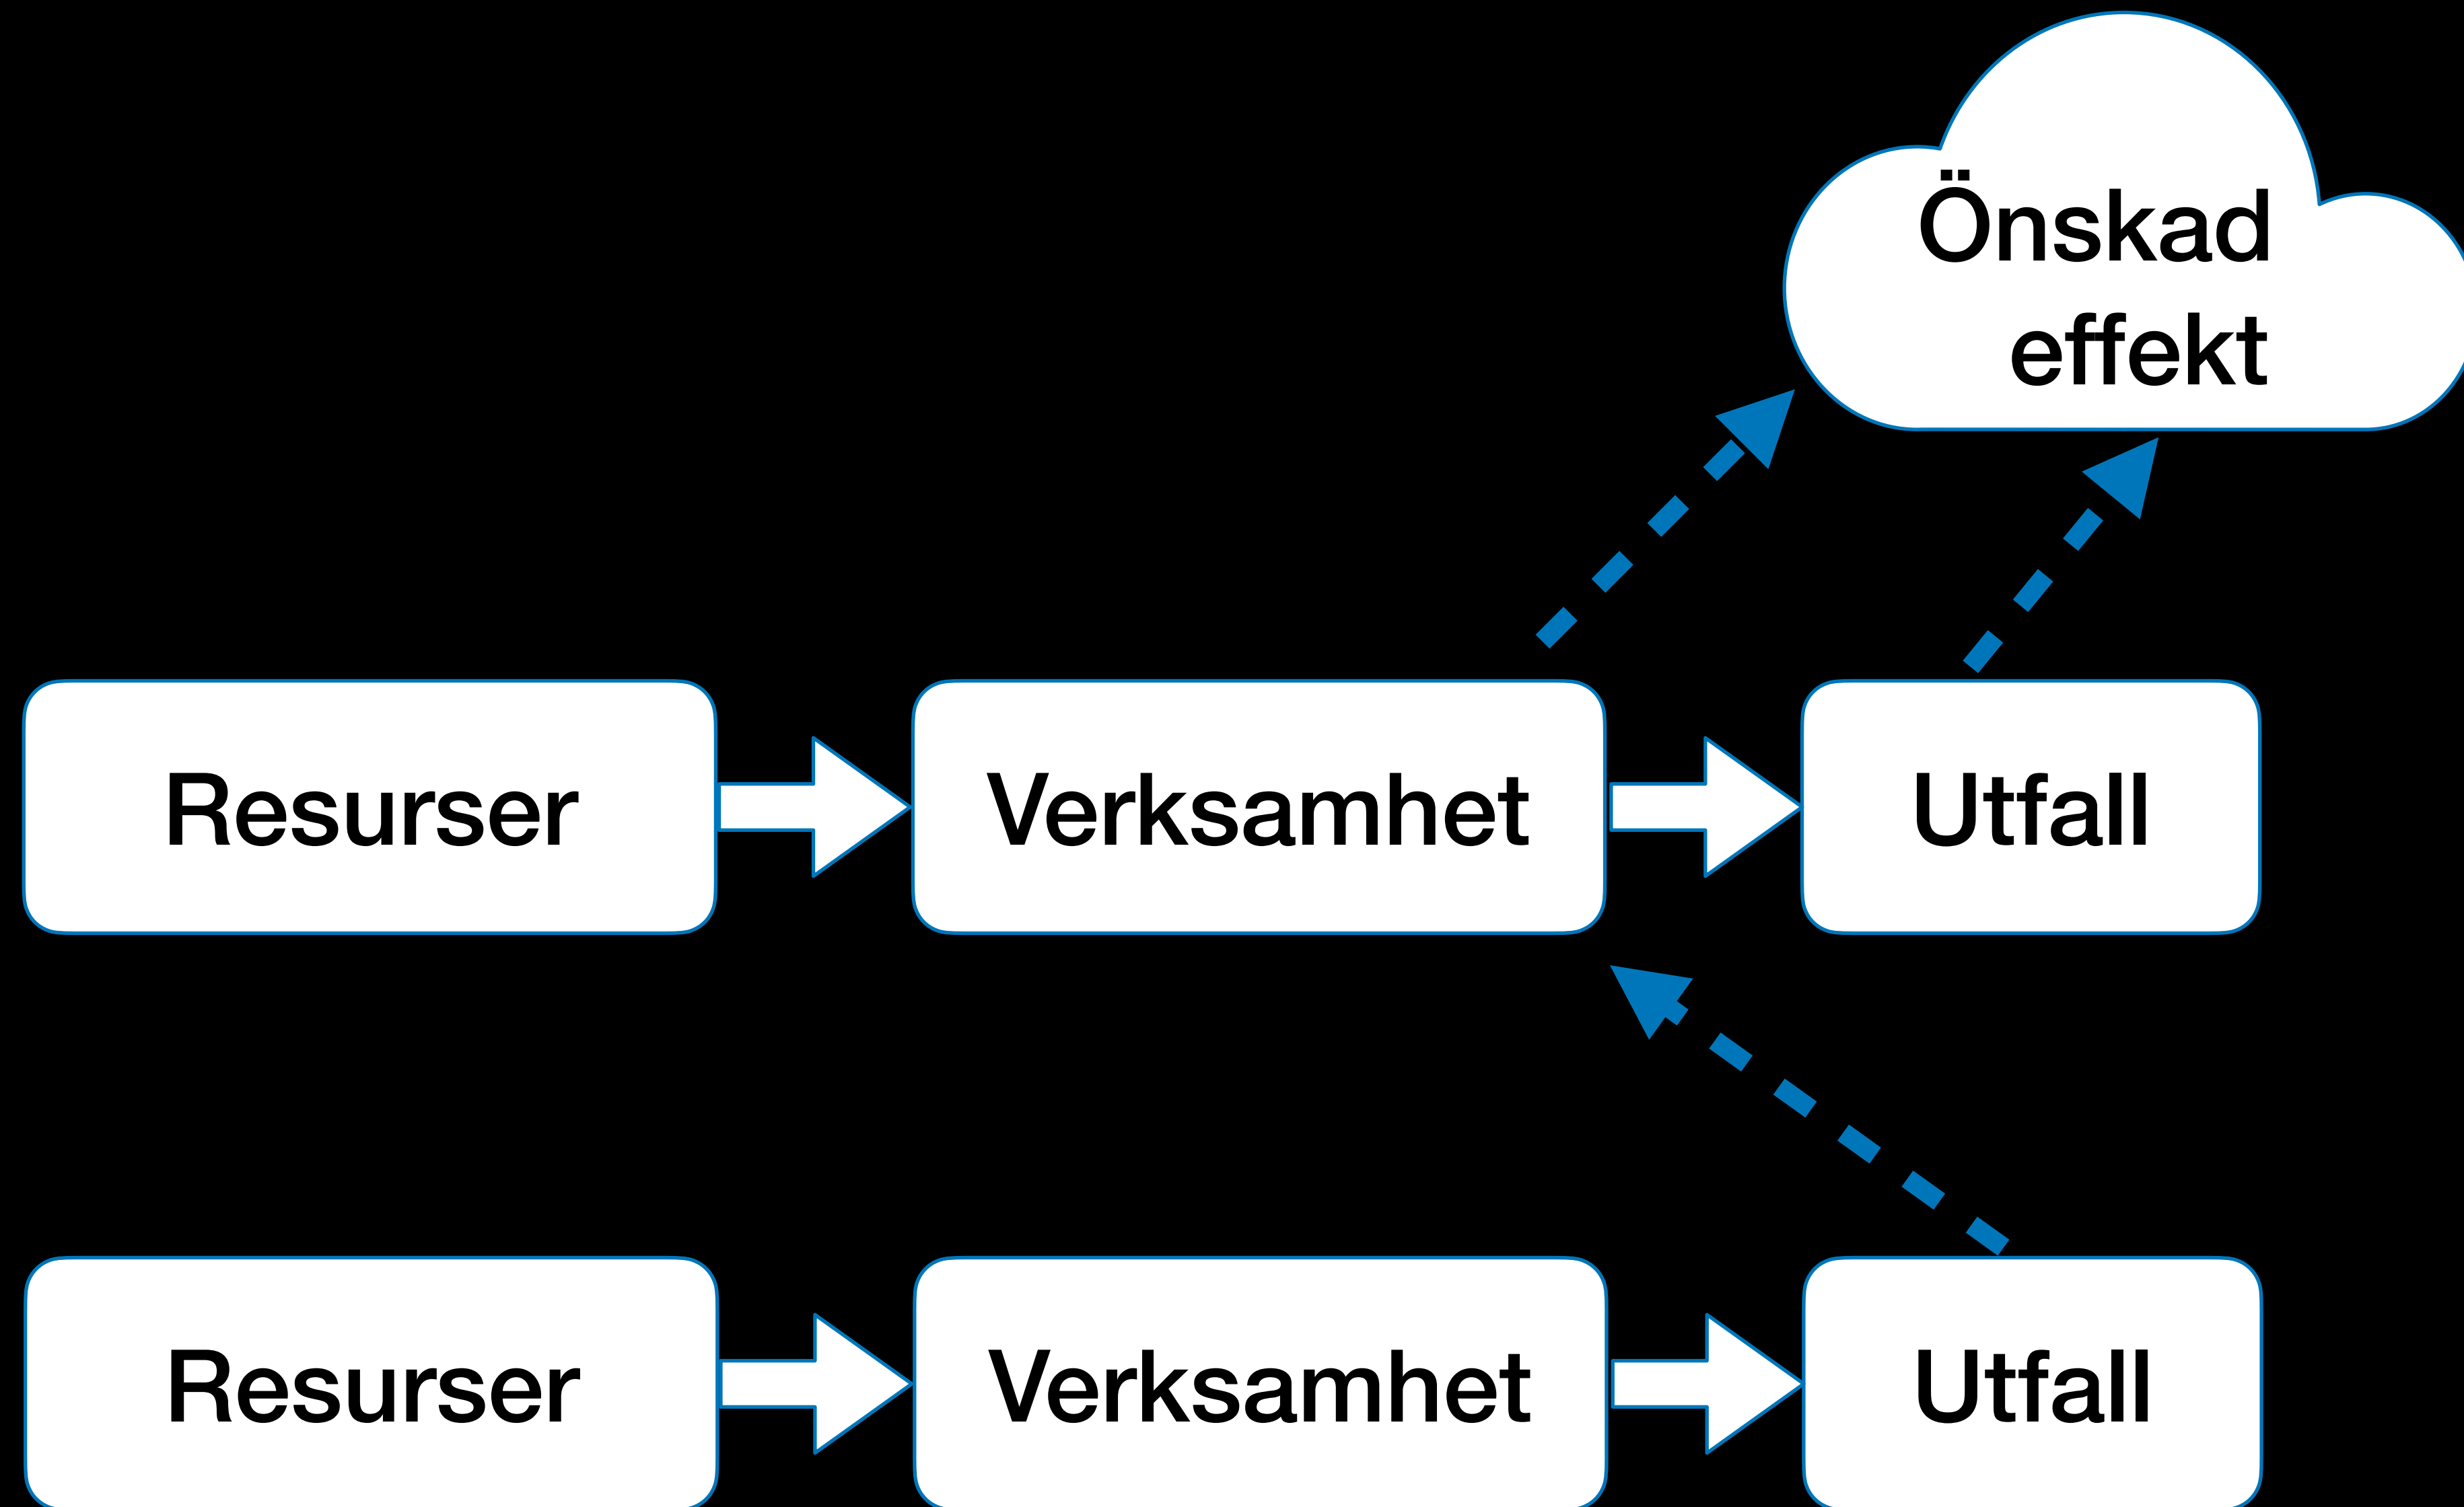 Önskad
effekt
Resurser
Verksamhet
Utfall
Resurser
Verksamhet
Utfall